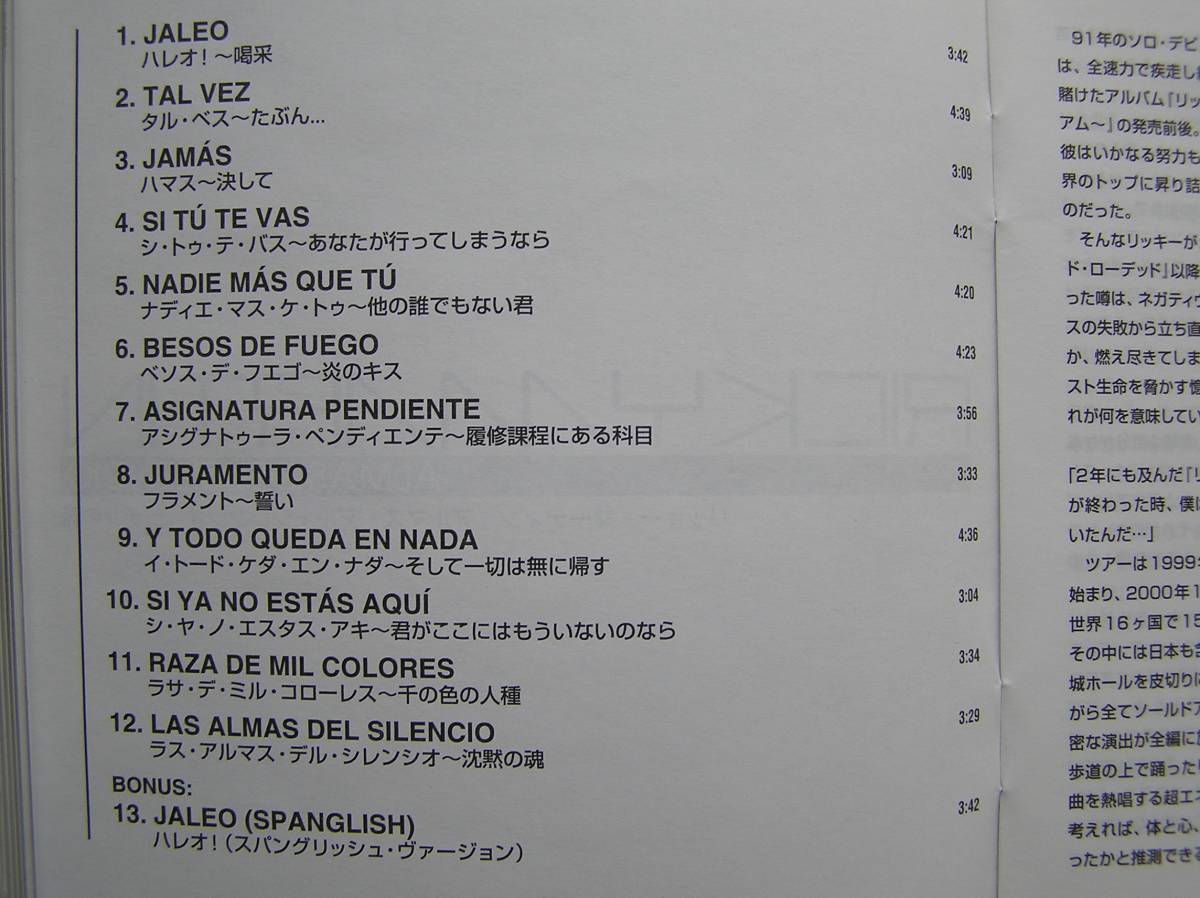 1. JALEO
ハレオ!〜喝采
3:42
2. TAL VEZ
タル・ベス〜たぶん...
4:39
3. JAMÁS
ハマス〜決して
3:09
4. SI TÚ TE VAS
シ・トゥ・テ・バス〜あなたが行ってしまうなら
4:21
5. NADIE MÁS QUE TÚ
ナディエ・マス・ケ・トゥ〜他の誰でもない君
4:20
6. BESOS DE FUEGO
ベソス・デ・フエゴ〜炎のキス
4:23
7. ASIGNATURA PENDIENTE
アシグナトゥーラ・ペンディエンテ〜履修課程にある科目
3:56
8. JURAMENTO
フラメント〜誓い
3:33
9. Y TODO QUEDA EN NADA
イ・トード・ケダ・エン・ナダ〜そして一切は無に帰す
4:36
10. SI YA NO ESTÁS AQUÍ
シ・ヤ・ノ・エスタス・アキ〜君がここにはもういないのなら
3:04
11. RAZA DE MIL COLORES
ラサ・デ・ミル・コローレス〜千の色の人種
3:34
12. LAS ALMAS DEL SILENCIO
ラス・アルマス・デル・シレンシオ〜沈黙の魂
3:29
BONUS:
13. JALEO (SPANGLISH)
ハレオ!(スパングリッシュ・ヴァージョン)
3:42
91年のソロ・デビ
は、全速力で疾走し
賭けたアルバム『リッ
アム〜』の発売前後。
彼はいかなる努力も
界のトップに昇り詰
のだった。
そんなリッキーが
ド・ローデッド』以降
った噂は、ネガティヴ
スの失敗から立ち直
か、燃え尽きてしま
スト生命を脅かす
れが何を意味してい
「2年にも及んだ『リ
が終わった時、僕は
いたんだ…」
ツアーは1999年
始まり、2000年1
世界16ヶ国で15
その中には日本も含
城ホールを皮切りに
がら全てソールドア
密な演出が全編に
歩道の上で踊った
曲を熱唱する超エネ
考えれば、体と心、
ったかと推測できる